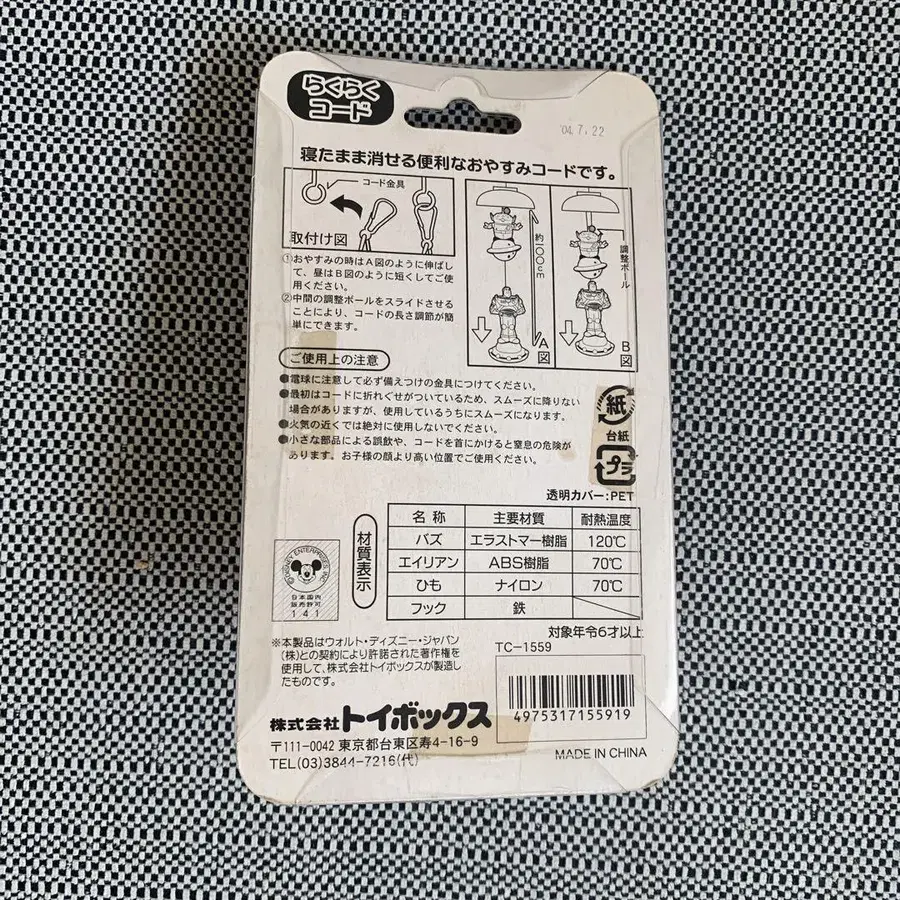 らくらく
コード
'04.7.22
寝たまま消せる便利なおやすみコードです。
コード金具
取付け図
約100cm
A図
調整ボール
B図
①おやすみの時はA図のように伸ばし
て、昼はB図のように短くしてご使
用ください。
②中間の調整ボールをスライドさせる
ことにより、コードの長さ調節が簡
単にできます。
ご使用上の注意
●電球に注意して必ず備えつけの金具につけてください。
●最初はコードに折れぐせがついているため、スムーズに降りない
場合がありますが、使用しているうちにスムーズになります。
●火気の近くでは絶対に使用しないでください。
●小さな部品による誤飲や、コードを首にかけると窒息の危険が
あります。お子様の顔より高い位置でご使用ください。
紙
台紙
プラ
透明カバー:PET
材質表示
名 称 主要材質 耐熱温度
バズ エラストマー樹脂 120℃
エイリアン ABS樹脂 70℃
ひも ナイロン 70℃
フック 鉄
©DISNEY ENTERPRISES, INC.
日本国内
販売許可
141
対象年令6才以上
※本製品はウォルト・ディズニー・ジャパン
(株)との契約により許諾された著作権を
使用して、株式会社トイボックスが製造し
たものです。
TC-1559
4975317155919
株式会社トイボックス
〒111-0042 東京都台東区寿4-16-9
TEL(03)3844-7216(代)
MADE IN CHINA